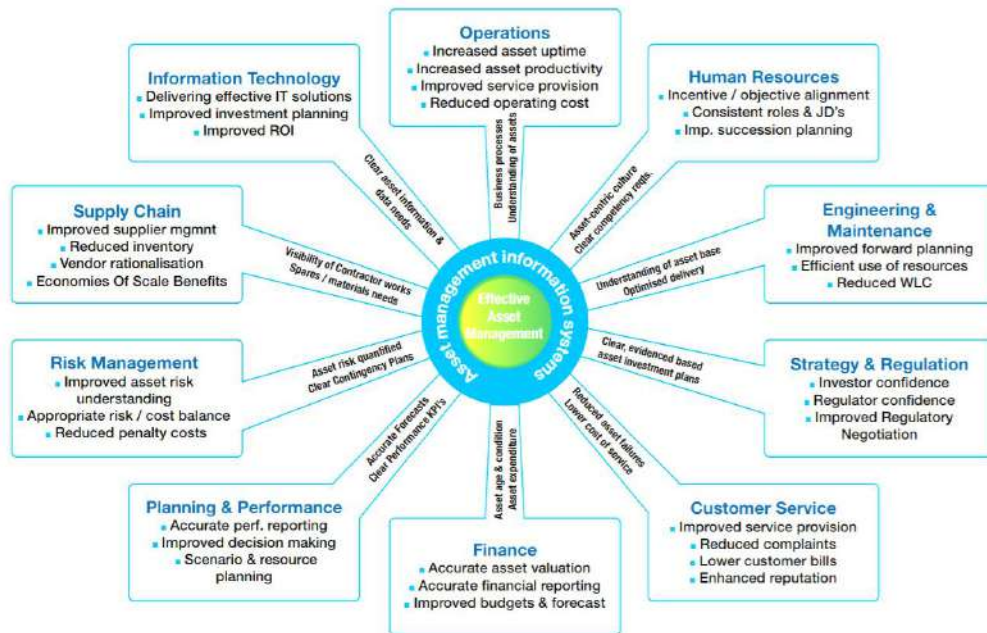 Operations
Increased asset uptime
Increased asset productivity
Improved service provision
Reduced operating cost
Business processes
Understanding of assets
Human Resources
Incentive / objective alignment
Consistent roles & JD's
Imp. succession planning
Asset-centric culture
Clear competency reqts.
Engineering &
Maintenance
Improved forward planning
Efficient use of resources
Reduced WLC
Understanding of asset base
Optimised delivery
Strategy & Regulation
Investor confidence
Regulator confidence
Improved Regulatory
Negotiation
Clear, evidenced based
asset investment plans
Customer Service
Improved service provision
Reduced complaints
Lower customer bills
Enhanced reputation
Reduced asset failures
Lower cost of service
Finance
Accurate asset valuation
Accurate financial reporting
Improved budgets & forecast
Asset age & condition
Asset expenditure
Planning & Performance
Accurate perf. reporting
Improved decision making
Scenario & resource
planning
Accurate Forecasts
Clear Performance KPI's
Risk Management
Improved asset risk
understanding
Appropriate risk / cost balance
Reduced penalty costs
Asset risk quantified
Clear Contingency Plans
Supply Chain
Improved supplier mgmnt
Reduced inventory
Vendor rationalisation
Economies Of Scale Benefits
Visibility of Contractor works
Spares / materials needs
Information Technology
Delivering effective IT solutions
Improved investment planning
Improved ROI
Clear asset information &
data needs
Asset management information systems
Effective
Asset
Management